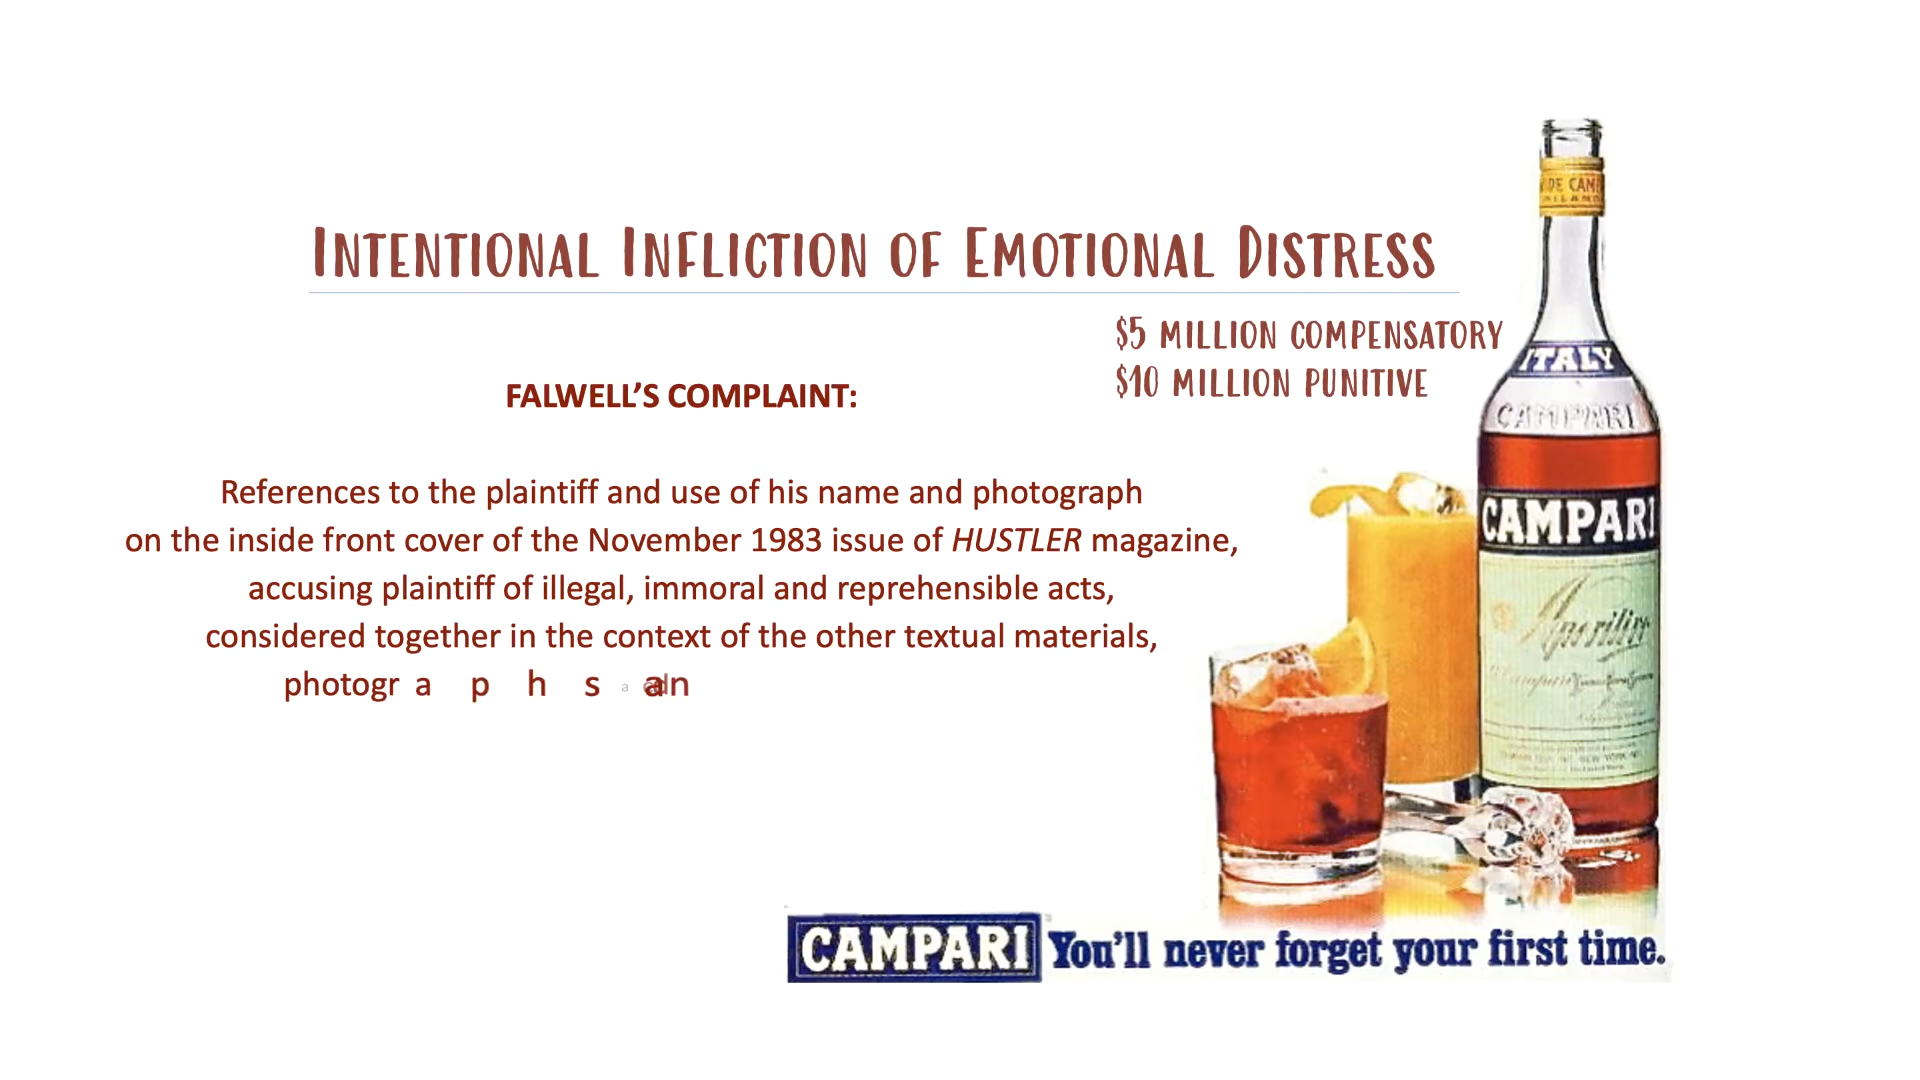 Intentional Infliction of Emotional Distress
$5 million compensatory
$10 million punitive
FALWELL’S COMPLAINT:
References to the plaintiff and use of his name and photograph
on the inside front cover of the November 1983 issue of HUSTLER magazine,
accusing plaintiff of illegal, immoral and reprehensible acts,
considered together in the context of the other textual materials,
photographs
ITALY
CAMPARI
CAMPARI
CAMPARI You’ll never forget your first time.